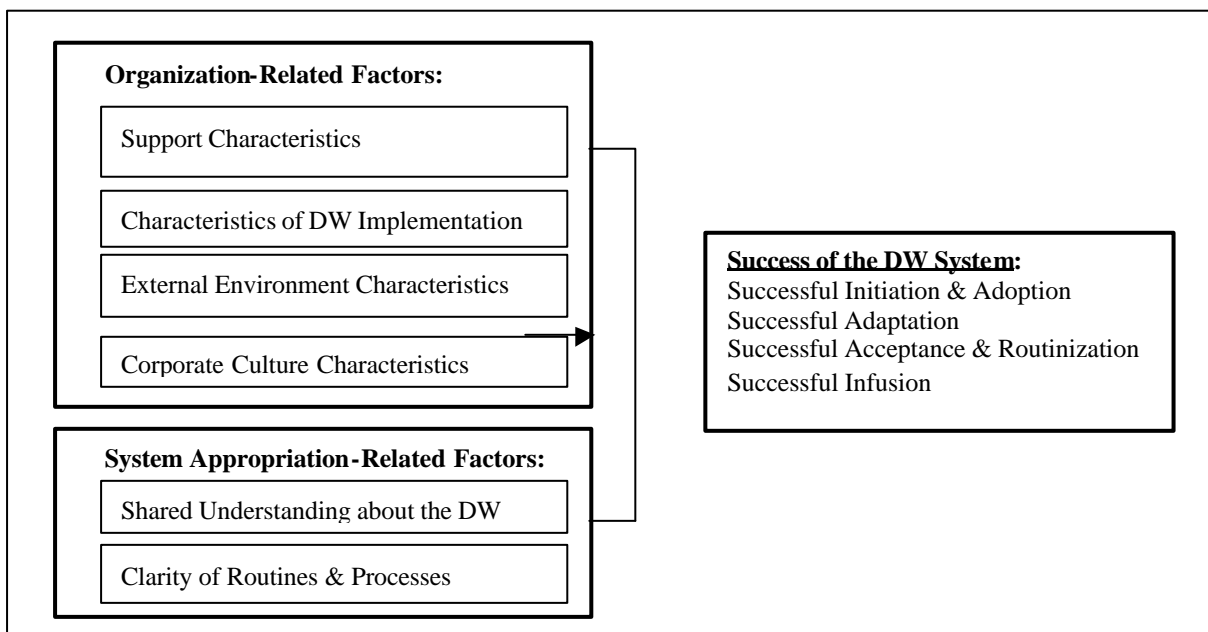 Organization-Related Factors:
Support Characteristics
Characteristics of DW Implementation
External Environment Characteristics
Corporate Culture Characteristics
System Appropriation-Related Factors:
Shared Understanding about the DW
Clarity of Routines & Processes
Success of the DW System:
Successful Initiation & Adoption
Successful Adaptation
Successful Acceptance & Routinization
Successful Infusion